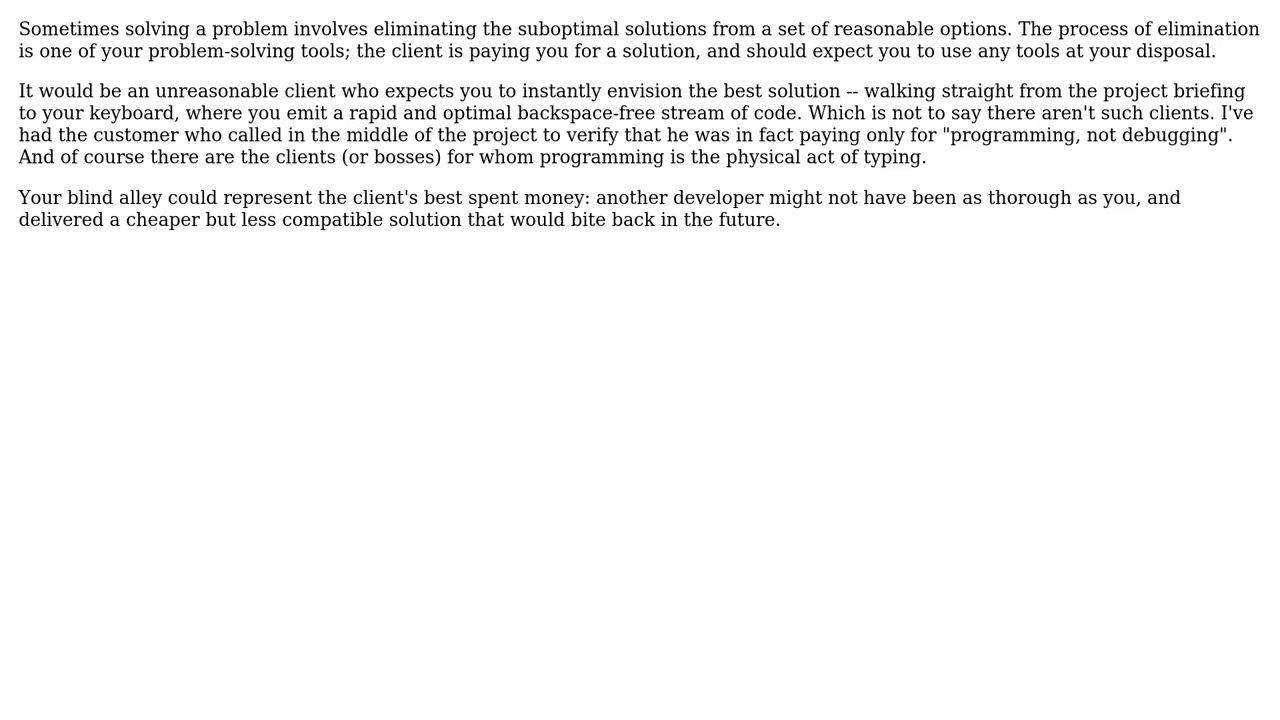 Sometimes solving a problem involves eliminating the suboptimal solutions from a set of reasonable options. The process of elimination
is one of your problem-solving tools; the client is paying you for a solution, and should expect you to use any tools at your disposal.
It would be an unreasonable client who expects you to instantly envision the best solution -- walking straight from the project briefing
to your keyboard, where you emit a rapid and optimal backspace-free stream of code. Which is not to say there aren't such clients. I've
had the customer who called in the middle of the project to verify that he was in fact paying only for "programming, not debugging".
And of course there are the clients (or bosses) for whom programming is the physical act of typing.
Your blind alley could represent the client's best spent money: another developer might not have been as thorough as you, and
delivered a cheaper but less compatible solution that would bite back in the future.